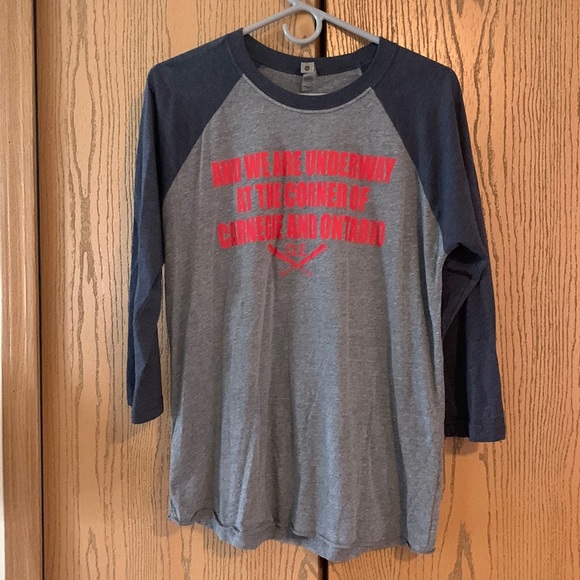 AND WE ARE UNDERWAY
AT THE CORNER OF
CARNEGIE AND ONTARIO